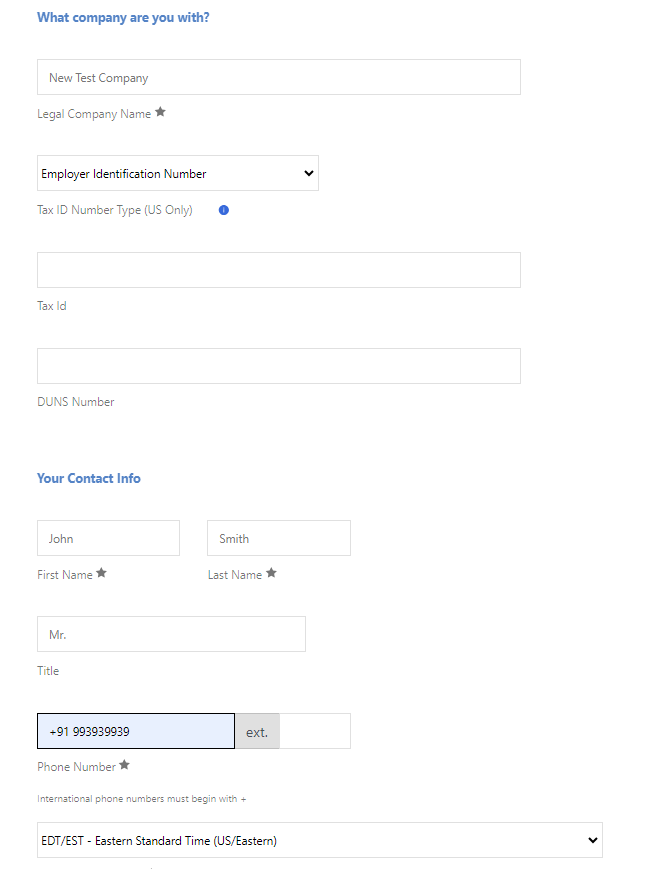 What company are you with?
New Test Company
Legal Company Name ★
Employer Identification Number
Tax ID Number Type (US Only) i
Tax Id
DUNS Number
Your Contact Info
John Smith
First Name ★ Last Name ★
Mr.
Title
+91 993939939 ext.
Phone Number ★
International phone numbers must begin with +
EDT/EST - Eastern Standard Time (US/Eastern)